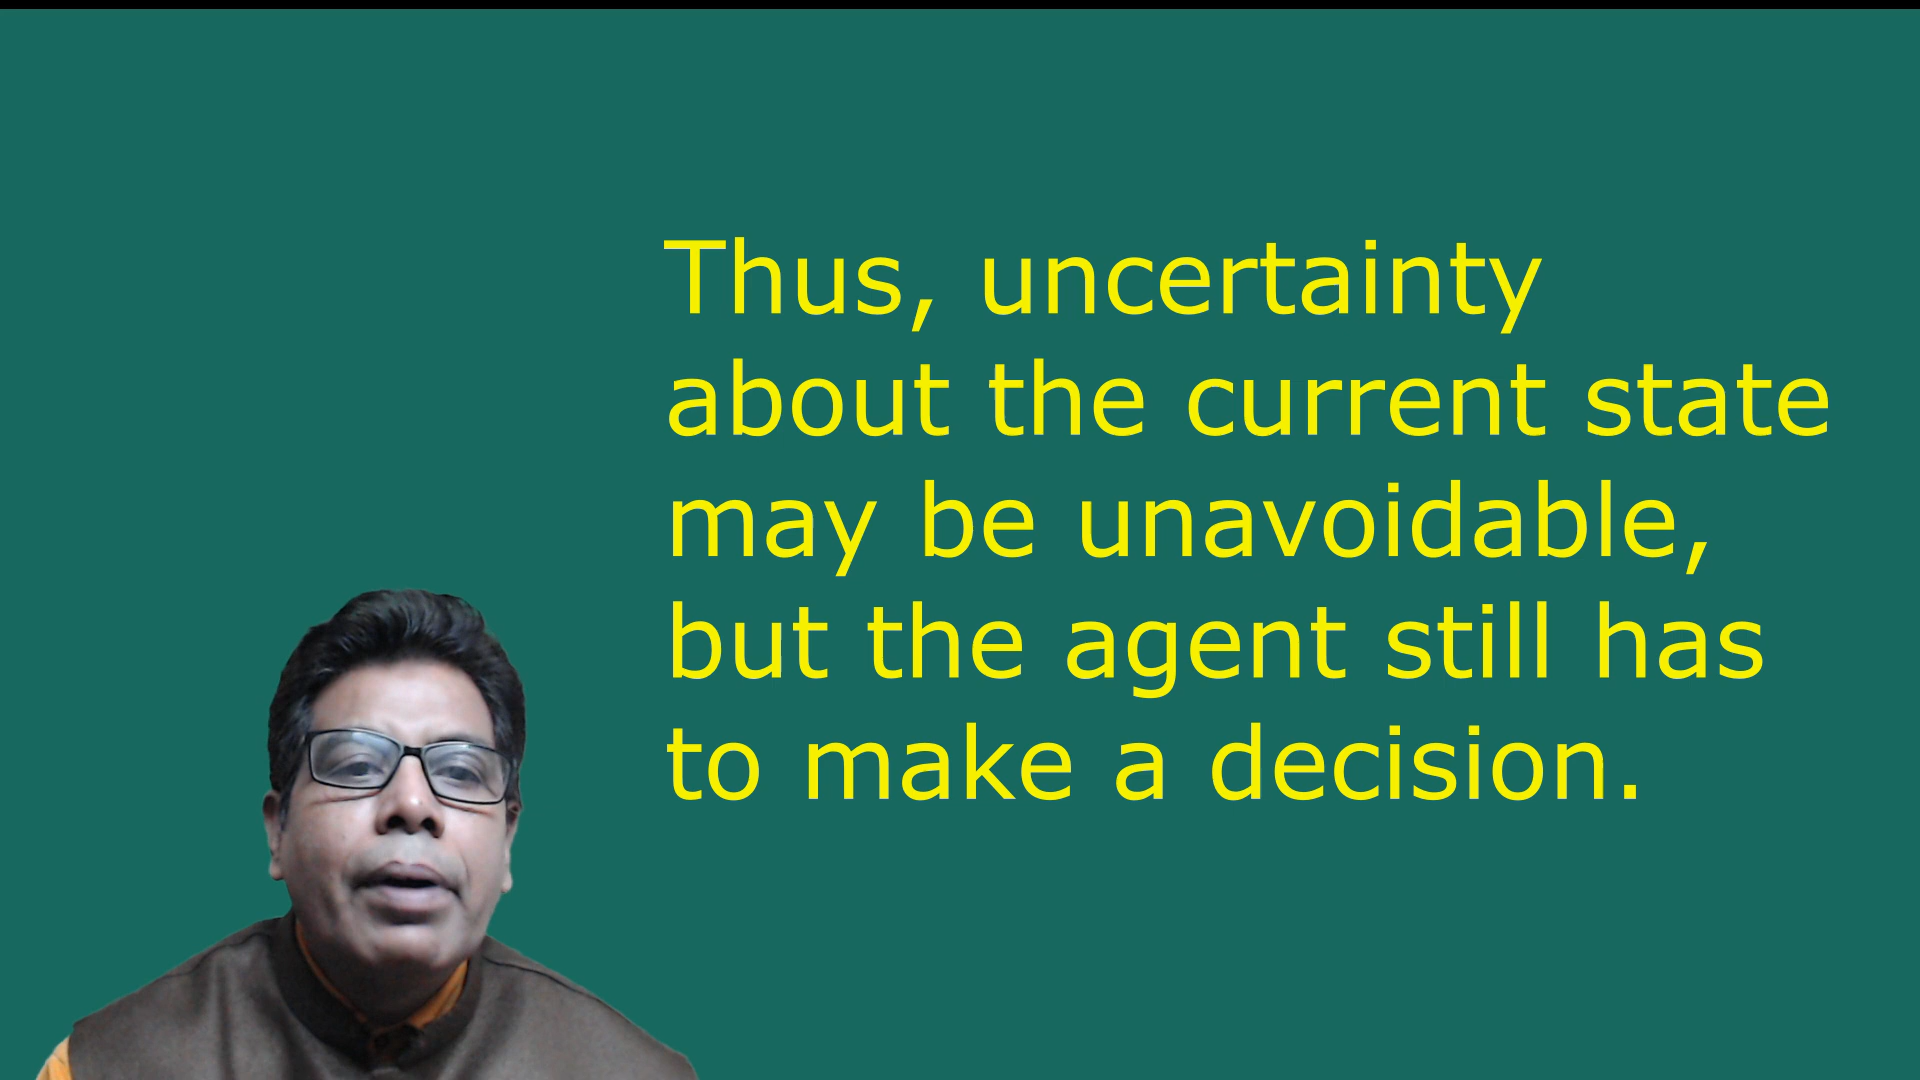 Thus, uncertainty
about the current state
may be unavoidable,
but the agent still has
to make a decision.